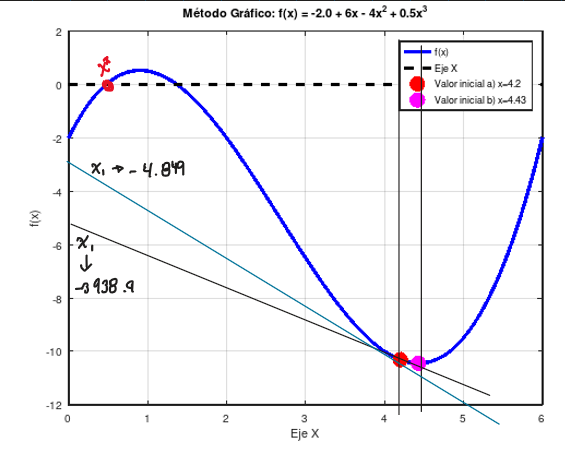 Método Gráfico: f(x) = -2.0 + 6x - 4x² + 0.5x³
f(x)
Eje X
Valor inicial a) x=4.2
Valor inicial b) x=4.43
x*
x₁ → - 4.849
x₁
↓
-3938.9
f(x)
2
0
-2
-4
-6
-8
-10
-12
0
1
2
3
4
5
6
Eje X